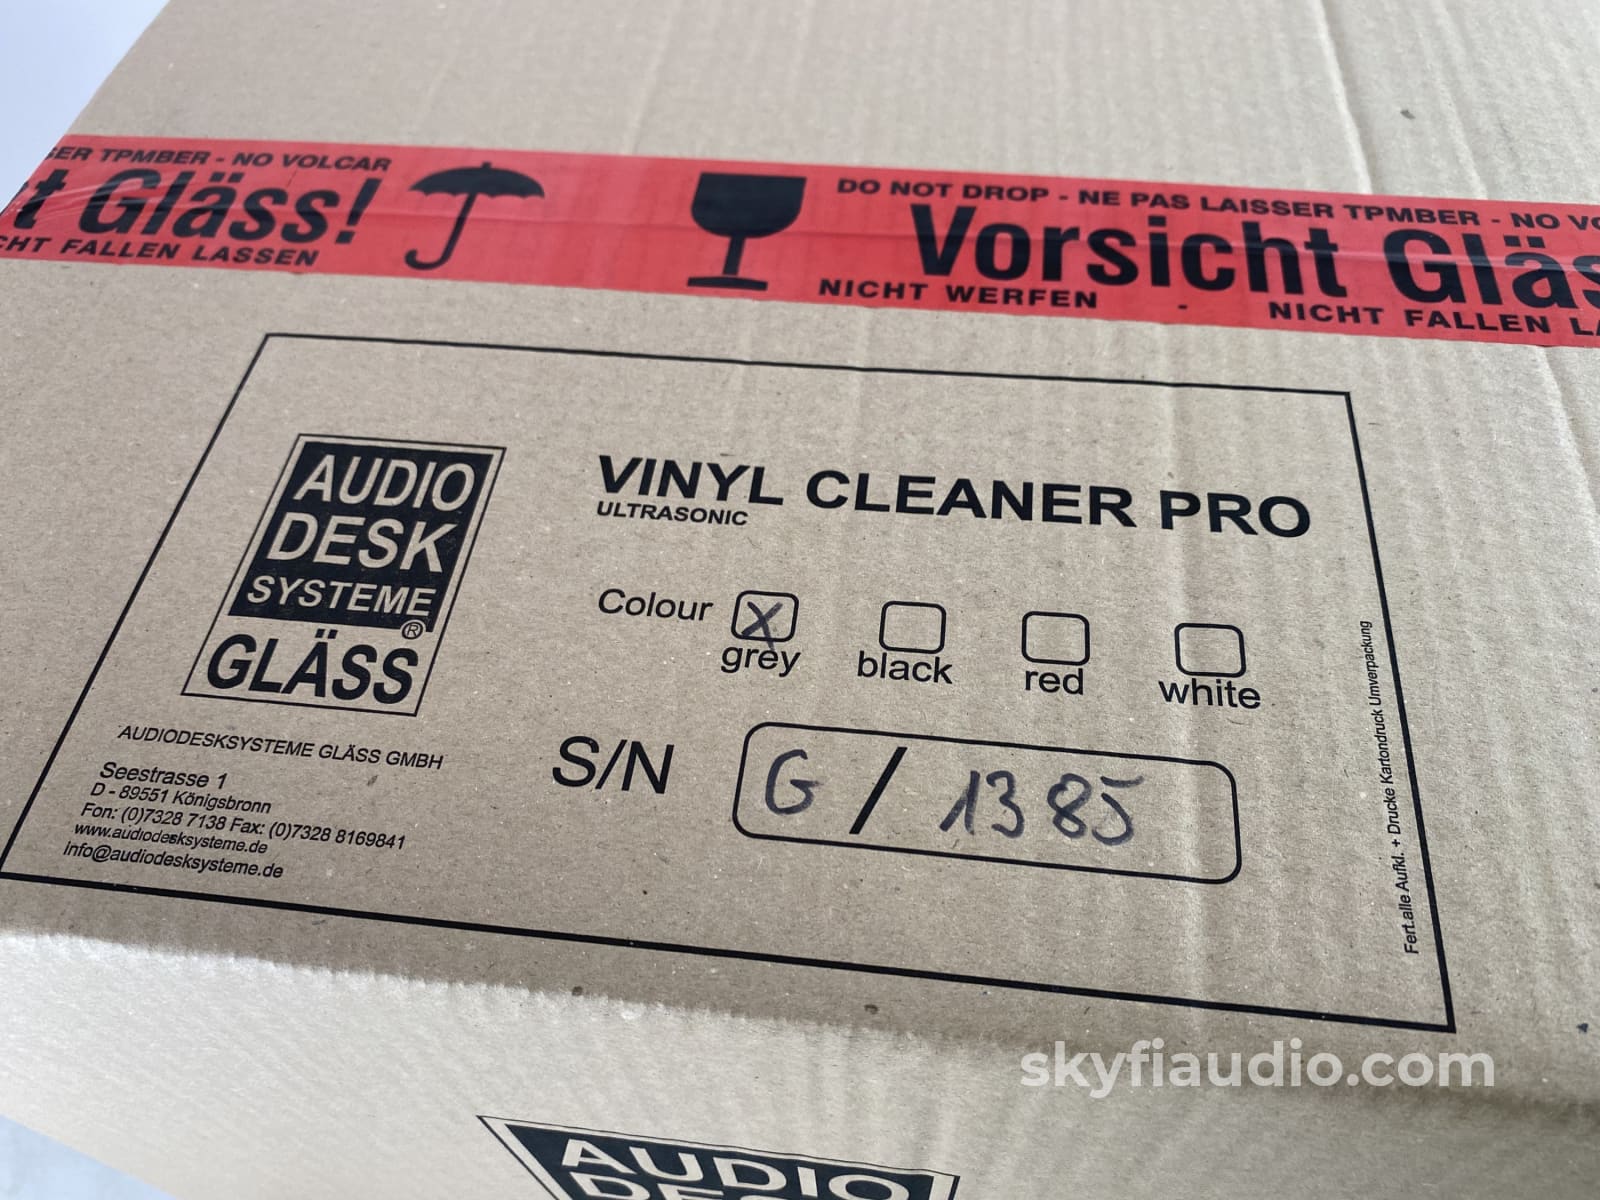 SER TPMBER - NO VOLCAR
t Gläss!
CHT FALLEN LASSEN
DO NOT DROP - NE PAS LAISSER TPMBER - NO VO
Vorsicht Gläs
NICHT WERFEN - NICHT FALLEN LA
AUDIO
DESK
SYSTEME
®
GLÄSS
VINYL CLEANER PRO
ULTRASONIC
Colour X
grey black red white
S/N G / 1385
AUDIODESKSYSTEME GLÄSS GMBH
Seestrasse 1
D - 89551 Königsbronn
Fon: (0)7328 7138 Fax: (0)7328 8169841
www.audiodesksysteme.de
info@audiodesksysteme.de
Fert.alle Aufkl. + Drucke Kartondruck Umverpackung
skyfiaudio.com
AUDIO
DESK